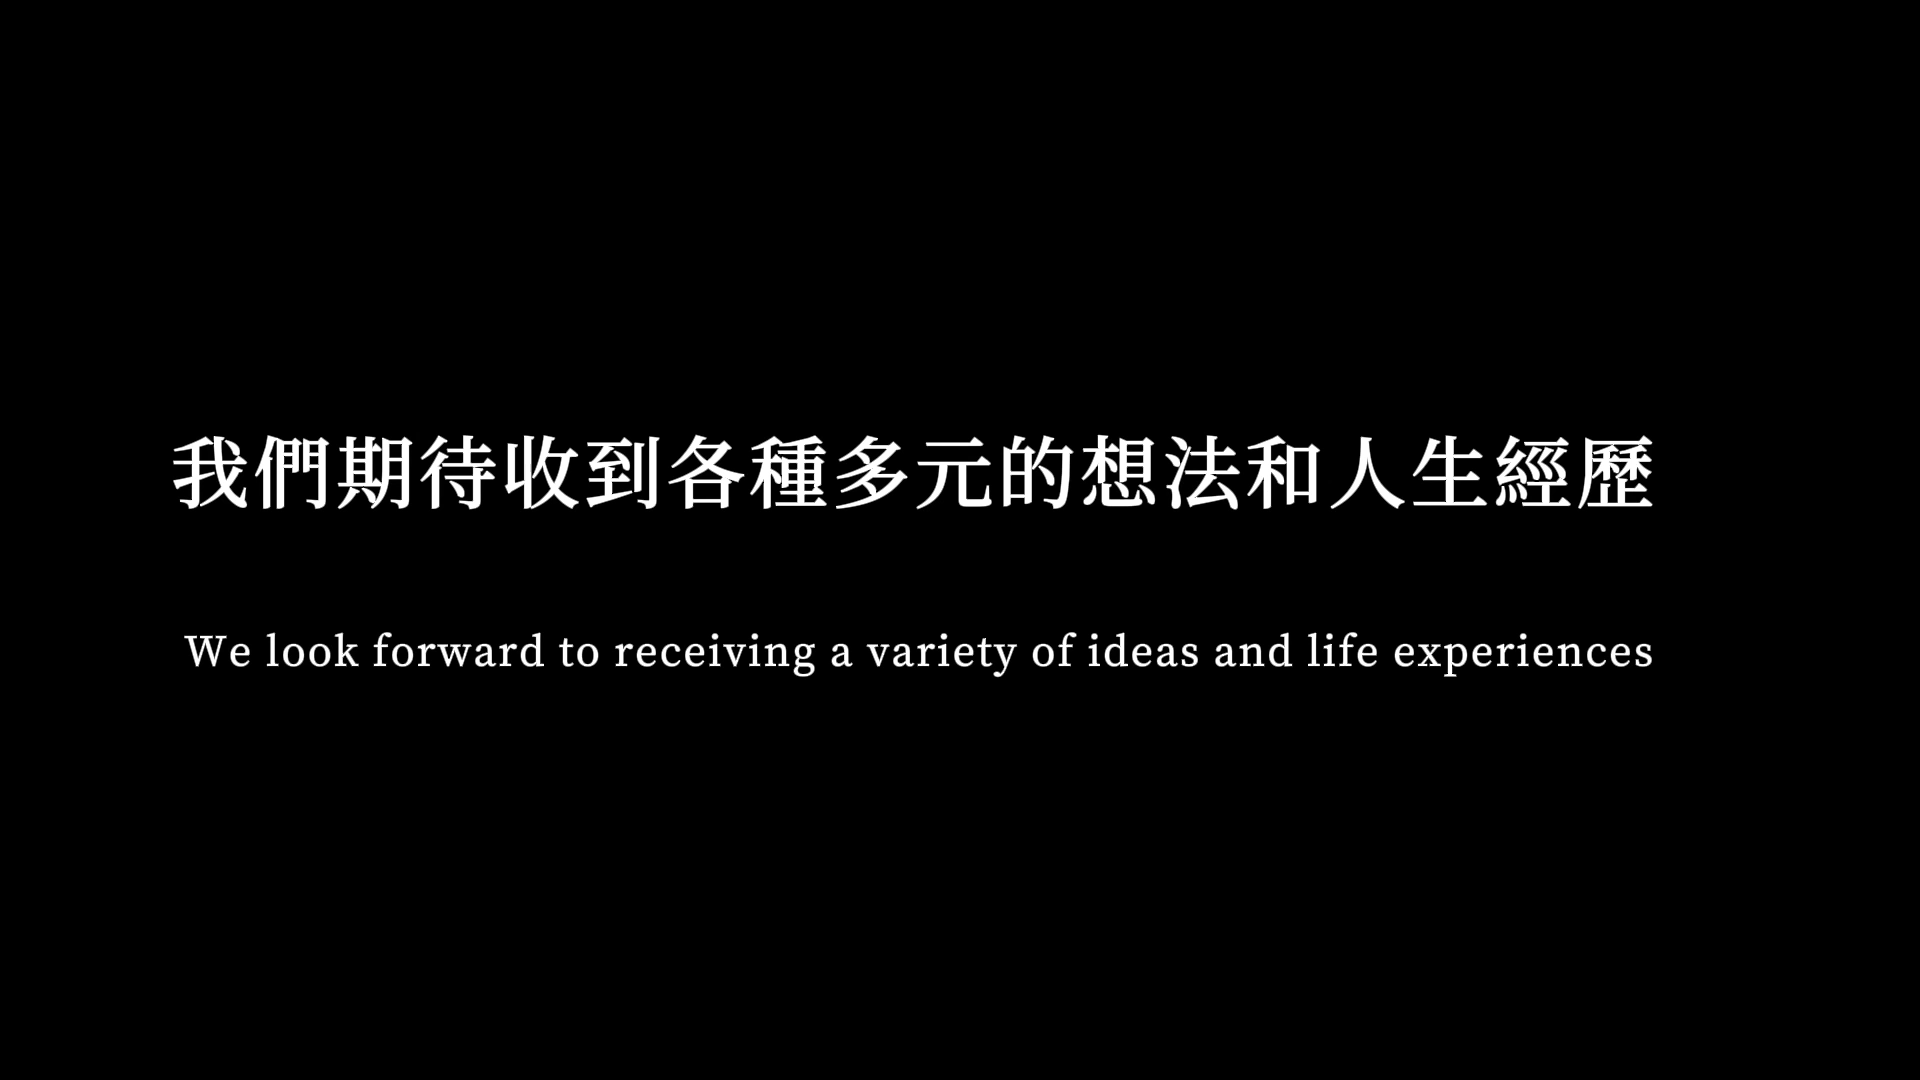 我們期待收到各種多元的想法和人生經歷
We look forward to receiving a variety of ideas and life experiences